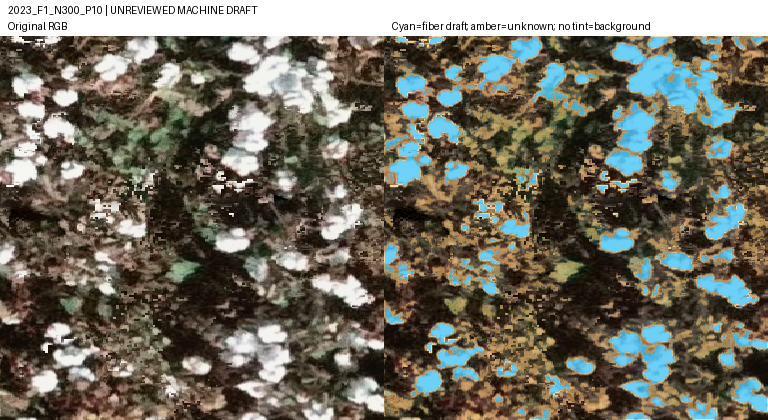 2023_F1_N300_P10 | UNREVIEWED MACHINE DRAFT
Original RGB
Cyan=fiber draft; amber=unknown; no tint=background